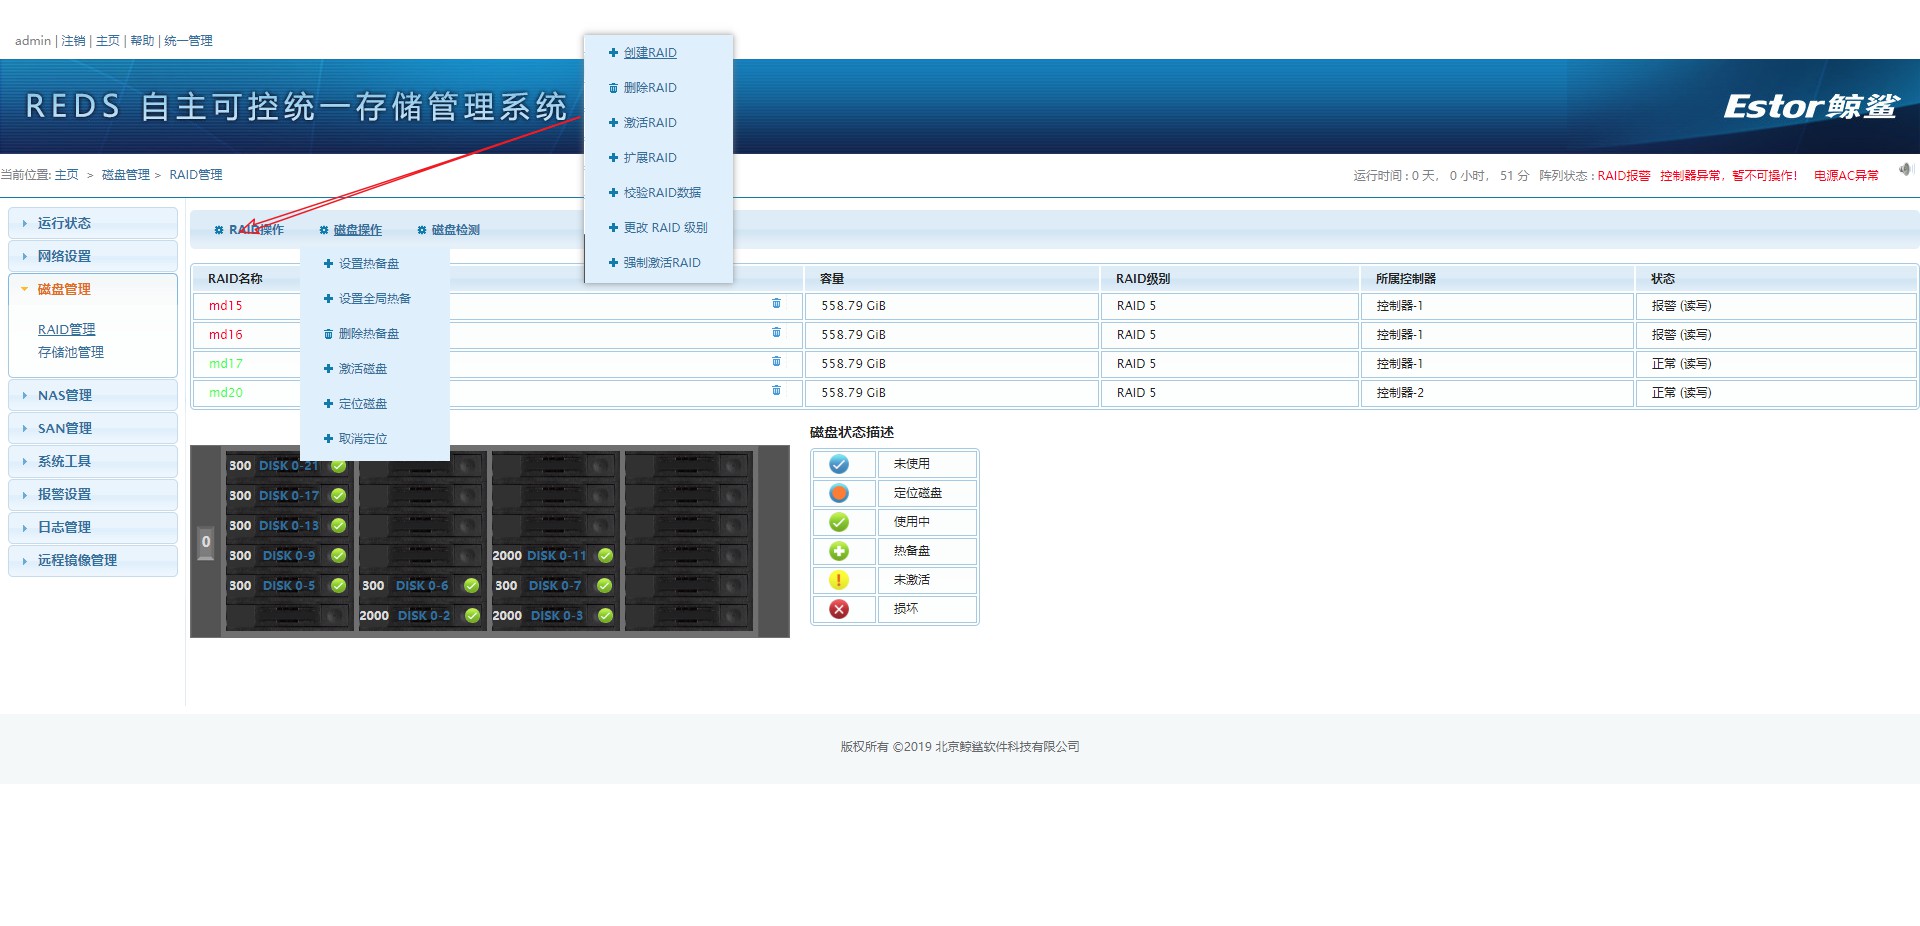 admin | 注销 | 主页 | 帮助 | 统一管理
REDS 自主可控统一存储管理系统
Estor鲸鲨
创建RAID
删除RAID
激活RAID
扩展RAID
校验RAID数据
更改 RAID 级别
强制激活RAID
当前位置: 主页 > 磁盘管理 > RAID管理
运行时间 : 0 天, 0 小时, 51 分 阵列状态 : RAID报警 控制器异常，暂不可操作! 电源AC异常
运行状态
网络设置
磁盘管理
RAID管理
存储池管理
NAS管理
SAN管理
系统工具
报警设置
日志管理
远程镜像管理
RAID操作 磁盘操作 磁盘检测
设置热备盘
设置全局热备
删除热备盘
激活磁盘
定位磁盘
取消定位
RAID名称 容量 RAID级别 所属控制器 状态
md15 558.79 GiB RAID 5 控制器-1 报警 (读写)
md16 558.79 GiB RAID 5 控制器-1 报警 (读写)
md17 558.79 GiB RAID 5 控制器-1 正常 (读写)
md20 558.79 GiB RAID 5 控制器-2 正常 (读写)
0
300 DISK 0-21
300 DISK 0-17
300 DISK 0-13
300 DISK 0-9 2000 DISK 0-11
300 DISK 0-5 300 DISK 0-6 300 DISK 0-7
2000 DISK 0-2 2000 DISK 0-3
磁盘状态描述
未使用
定位磁盘
使用中
热备盘
未激活
损坏
版权所有 ©2019 北京鲸鲨软件科技有限公司